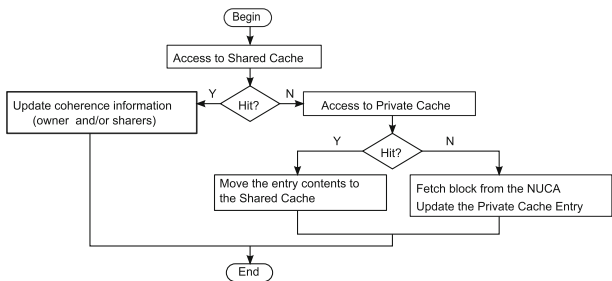 Begin
Access to Shared Cache
Y
Hit?
N
Update coherence information
(owner and/or sharers)
Access to Private Cache
Y
Hit?
N
Move the entry contents to
the Shared Cache
Fetch block from the NUCA
Update the Private Cache Entry
End